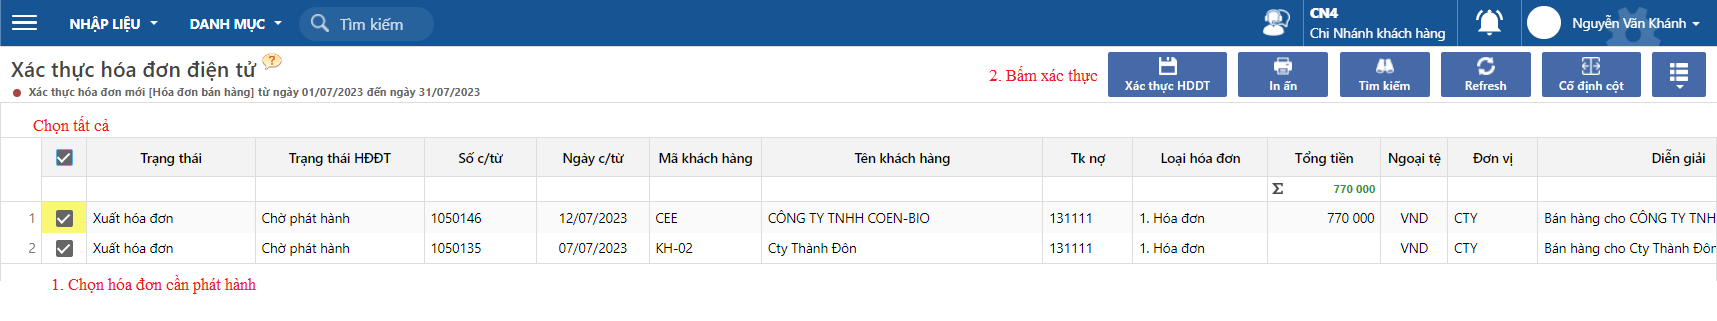 NHẬP LIỆU DANH MỤC Tìm kiếm CN4 Nguyễn Văn Khánh
Chi Nhánh khách hàng
Xác thực hóa đơn điện tử ?
Xác thực hóa đơn mới [Hóa đơn bán hàng] từ ngày 01/07/2023 đến ngày 31/07/2023
2. Bấm xác thực
Xác thực HDDT In ấn Tìm kiếm Refresh Cố định cột
Chọn tất cả
Trạng thái Trạng thái HĐĐT Số c/từ Ngày c/từ Mã khách hàng Tên khách hàng Tk nợ Loại hóa đơn Tổng tiền Ngoại tệ Đơn vị Diễn giải
Σ 770 000
1 Xuất hóa đơn Chờ phát hành 1050146 12/07/2023 CEE CÔNG TY TNHH COEN-BIO 131111 1. Hóa đơn 770 000 VND CTY Bán hàng cho CÔNG TY TNH
2 Xuất hóa đơn Chờ phát hành 1050135 07/07/2023 KH-02 Cty Thành Đôn 131111 1. Hóa đơn VND CTY Bán hàng cho Cty Thành Đôn
1. Chọn hóa đơn cần phát hành